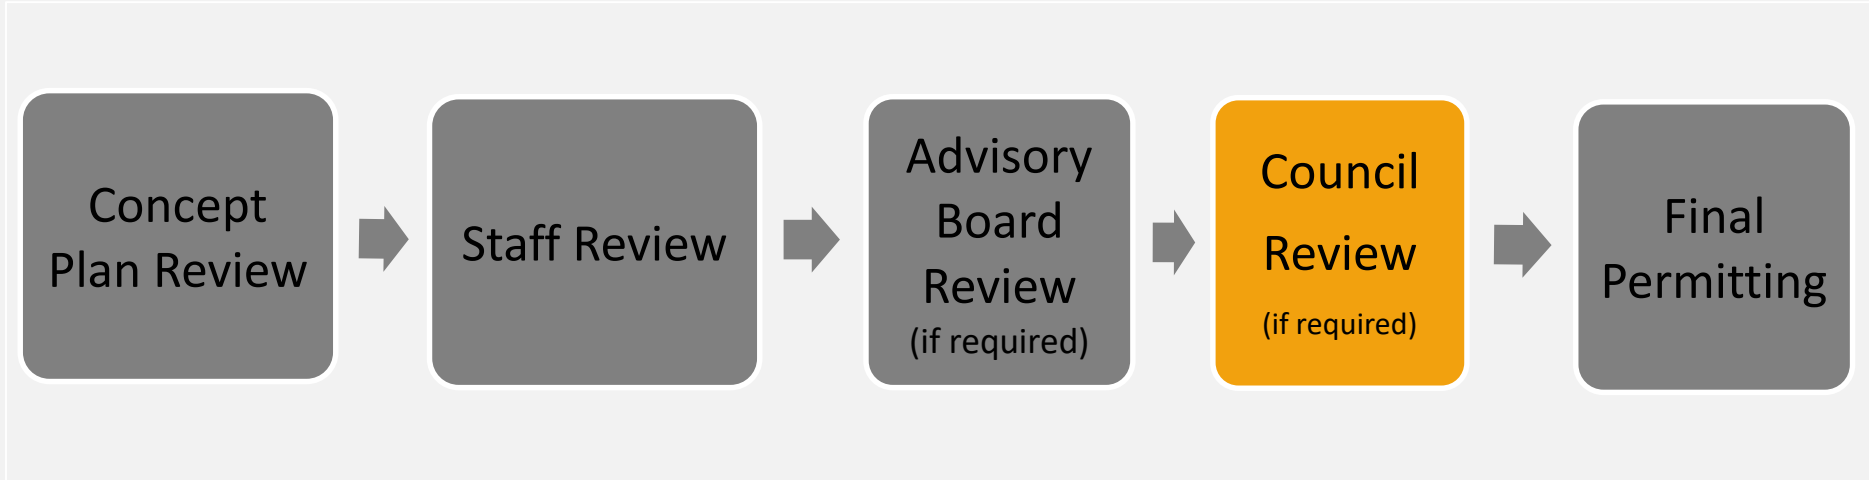 Concept
Plan Review
Staff Review
Advisory
Board
Review
(if required)
Council
Review
(if required)
Final
Permitting